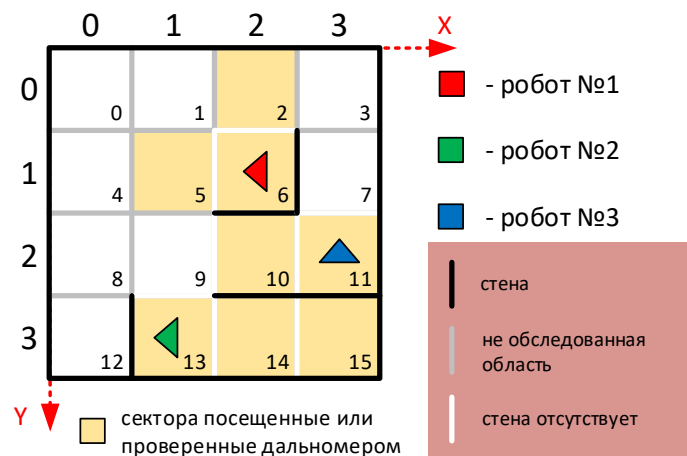 0 1 2 3
X
0
0 1 2 3
- робот №1
1
4 5 6 7
- робот №2
2
8 9 10 11
- робот №3
3
12 13 14 15
Y
сектора посещенные или
проверенные дальномером
стена
не обследованная
область
стена отсутствует